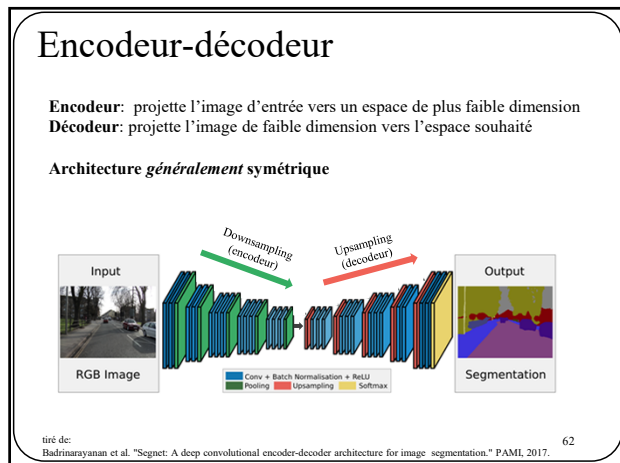 Encodeur-décodeur
Encodeur: projette l'image d'entrée vers un espace de plus faible dimension
Décodeur: projette l'image de faible dimension vers l'espace souhaité
Architecture généralement symétrique
Downsampling
(encodeur)
Upsampling
(decodeur)
Input
RGB Image
Output
Segmentation
Conv + Batch Normalisation + ReLU
Pooling Upsampling Softmax
tiré de:
Badrinarayanan et al. "Segnet: A deep convolutional encoder-decoder architecture for image segmentation." PAMI, 2017.
62